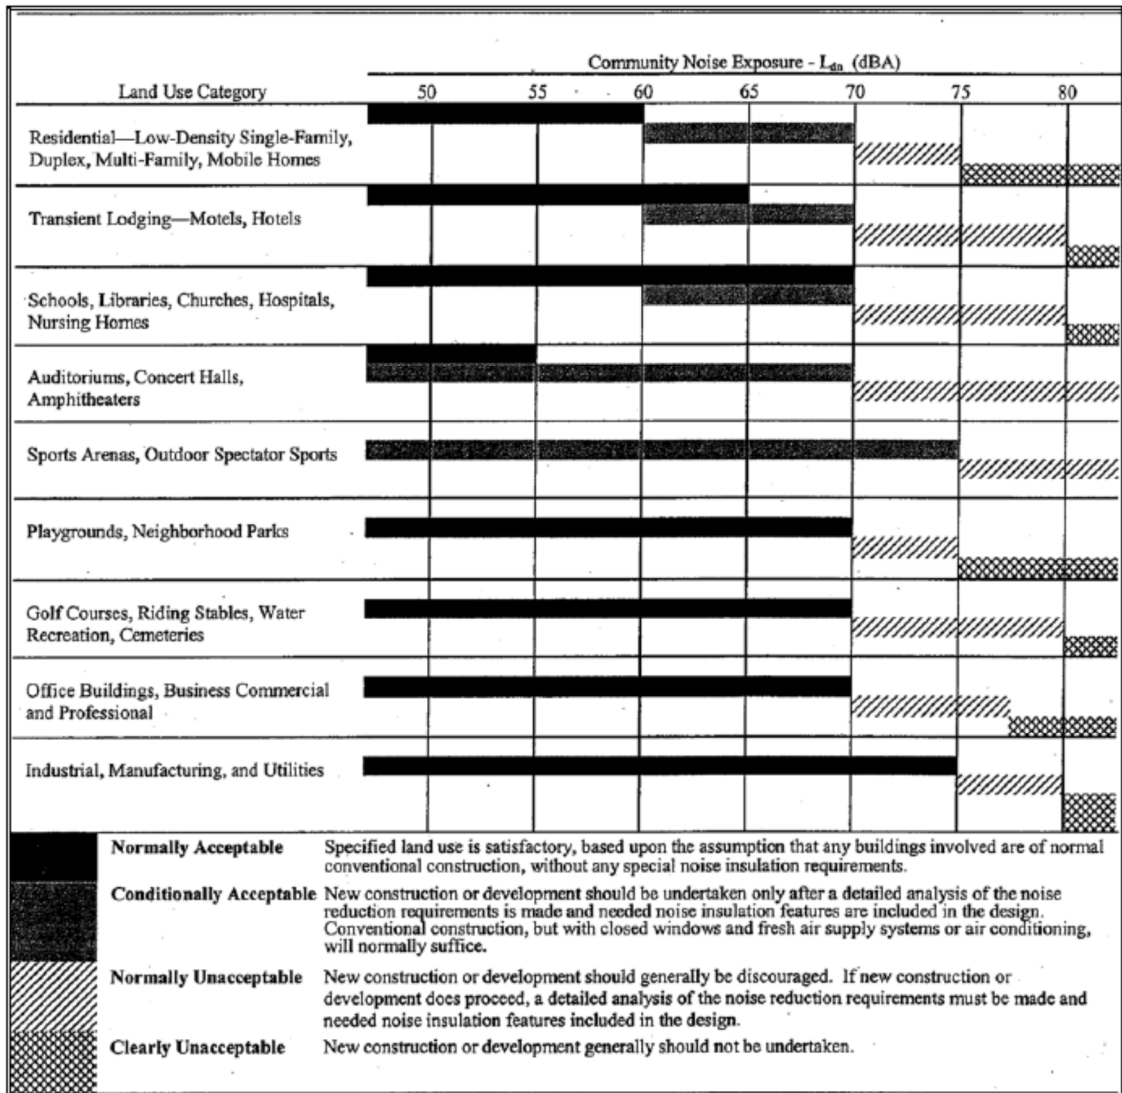 Community Noise Exposure - Ldn (dBA)
Land Use Category 50 55 60 65 70 75 80
Residential—Low-Density Single-Family,
Duplex, Multi-Family, Mobile Homes
Transient Lodging—Motels, Hotels
Schools, Libraries, Churches, Hospitals,
Nursing Homes
Auditoriums, Concert Halls,
Amphitheaters
Sports Arenas, Outdoor Spectator Sports
Playgrounds, Neighborhood Parks
Golf Courses, Riding Stables, Water
Recreation, Cemeteries
Office Buildings, Business Commercial
and Professional
Industrial, Manufacturing, and Utilities
Normally Acceptable Specified land use is satisfactory, based upon the assumption that any buildings involved are of normal
conventional construction, without any special noise insulation requirements.
Conditionally Acceptable New construction or development should be undertaken only after a detailed analysis of the noise
reduction requirements is made and needed noise insulation features are included in the design.
Conventional construction, but with closed windows and fresh air supply systems or air conditioning,
will normally suffice.
Normally Unacceptable New construction or development should generally be discouraged. If new construction or
development does proceed, a detailed analysis of the noise reduction requirements must be made and
needed noise insulation features included in the design.
Clearly Unacceptable New construction or development generally should not be undertaken.